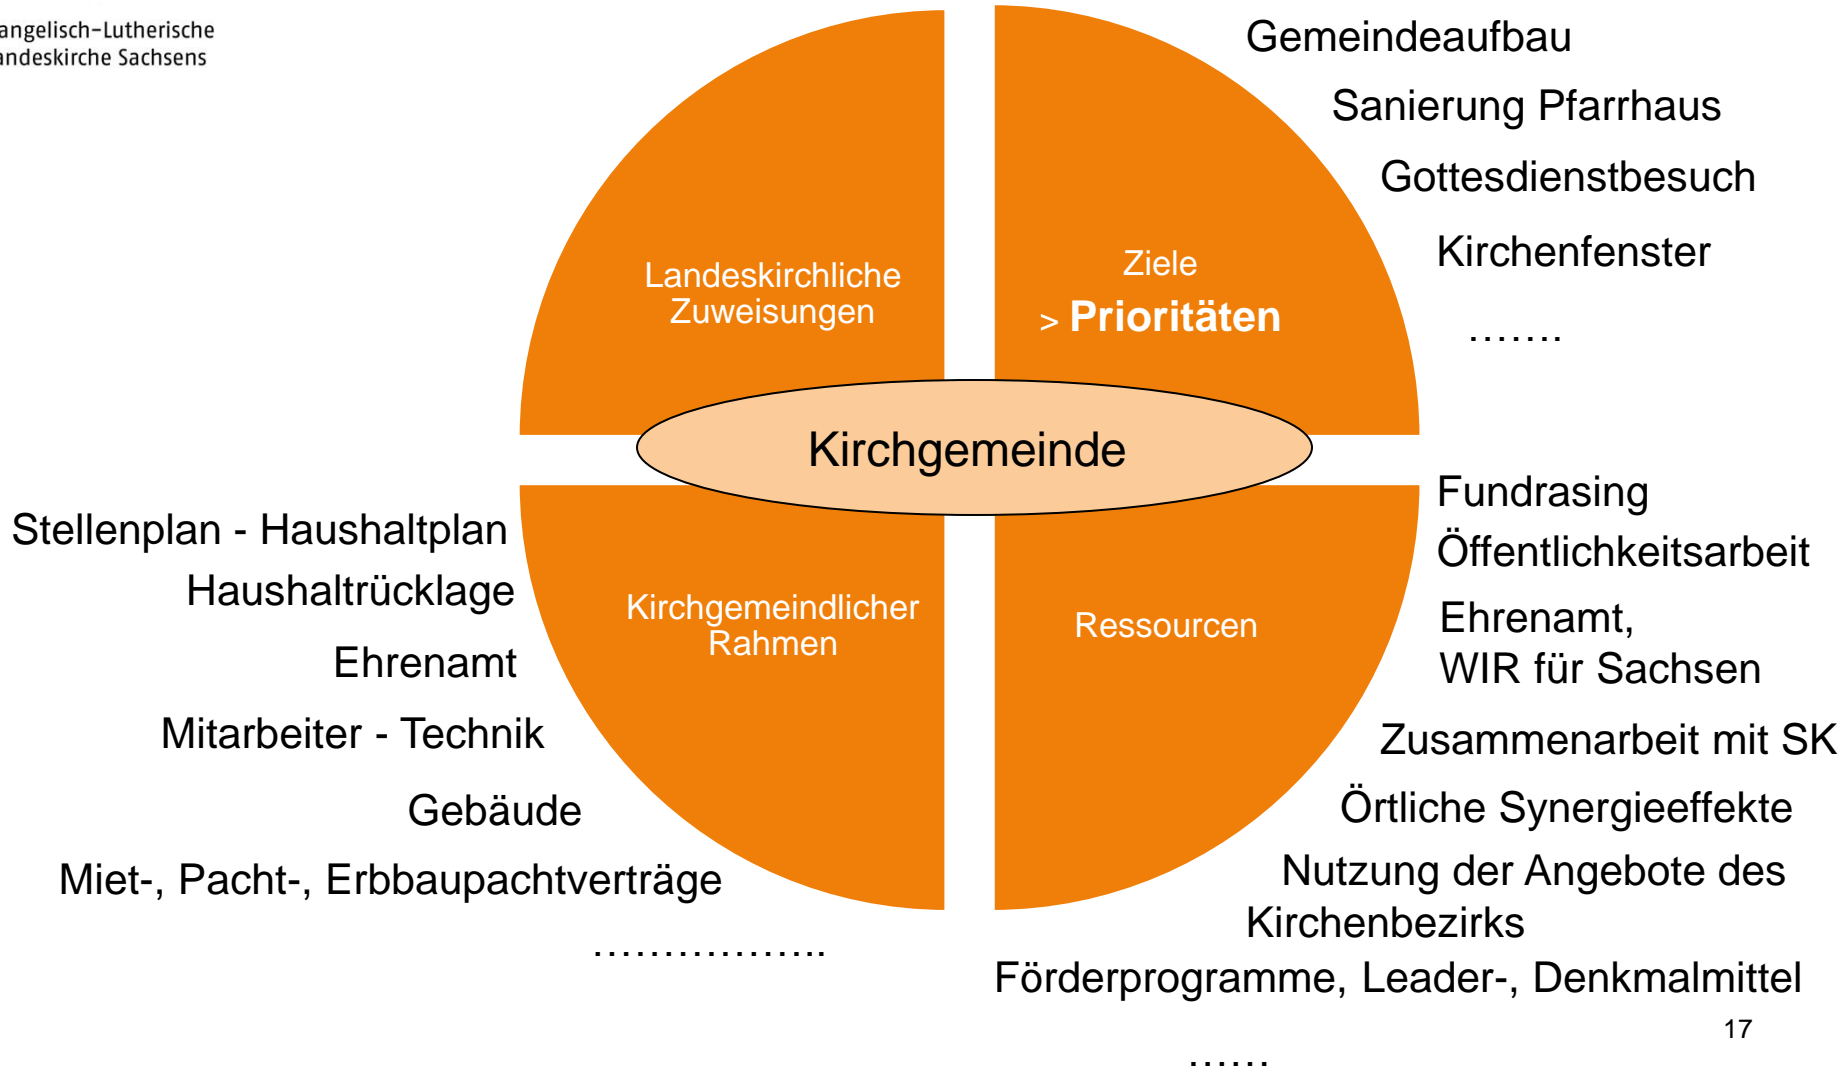 angelisch-Lutherische
andeskirche Sachsens
Landeskirchliche
Zuweisungen
Ziele
> Prioritäten
Gemeindeaufbau
Sanierung Pfarrhaus
Gottesdienstbesuch
Kirchenfenster
.......
Kirchgemeinde
Stellenplan - Haushaltplan
Haushaltrücklage
Ehrenamt
Mitarbeiter - Technik
Gebäude
Miet-, Pacht-, Erbbaupachtverträge
.................
Kirchgemeindlicher
Rahmen
Ressourcen
Fundrasing
Öffentlichkeitsarbeit
Ehrenamt,
WIR für Sachsen
Zusammenarbeit mit SK
Örtliche Synergieeffekte
Nutzung der Angebote des
Kirchenbezirks
Förderprogramme, Leader-, Denkmalmittel
17
......